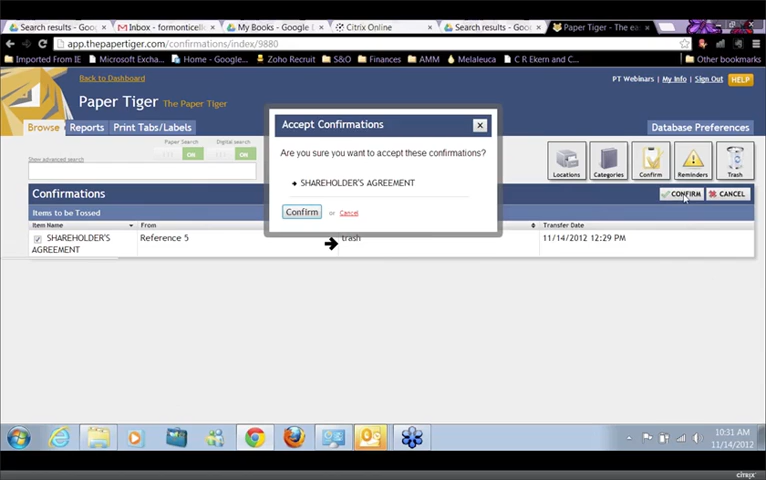 Search results - Goo
Inbox - formonticell
My Books - Google
Citrix Online
Search results - Goo
Paper Tiger - The ea
app.thepapertiger.com/confirmations/index/9880
Imported From IE
Microsoft Excha...
Home - Google...
Zoho Recruit
S&O
Finances
AMM
Melaleuca
C R Ekern and C...
Other bookmarks
Back to Dashboard
PT Webinars | My Info | Sign Out HELP
Paper Tiger The Paper Tiger
Browse Reports Print Tabs/Labels
Database Preferences
Paper Search Digital search
ON ON
Show advanced search
Locations Categories Confirm Reminders Trash
Confirmations
CONFIRM CANCEL
Items to be Tossed
Item Name From Transfer Date
SHAREHOLDER'S AGREEMENT
Reference 5
trash
11/14/2012 12:29 PM
Accept Confirmations
Are you sure you want to accept these confirmations?
SHAREHOLDER'S AGREEMENT
Confirm or Cancel
10:31 AM
11/14/2012
citrix